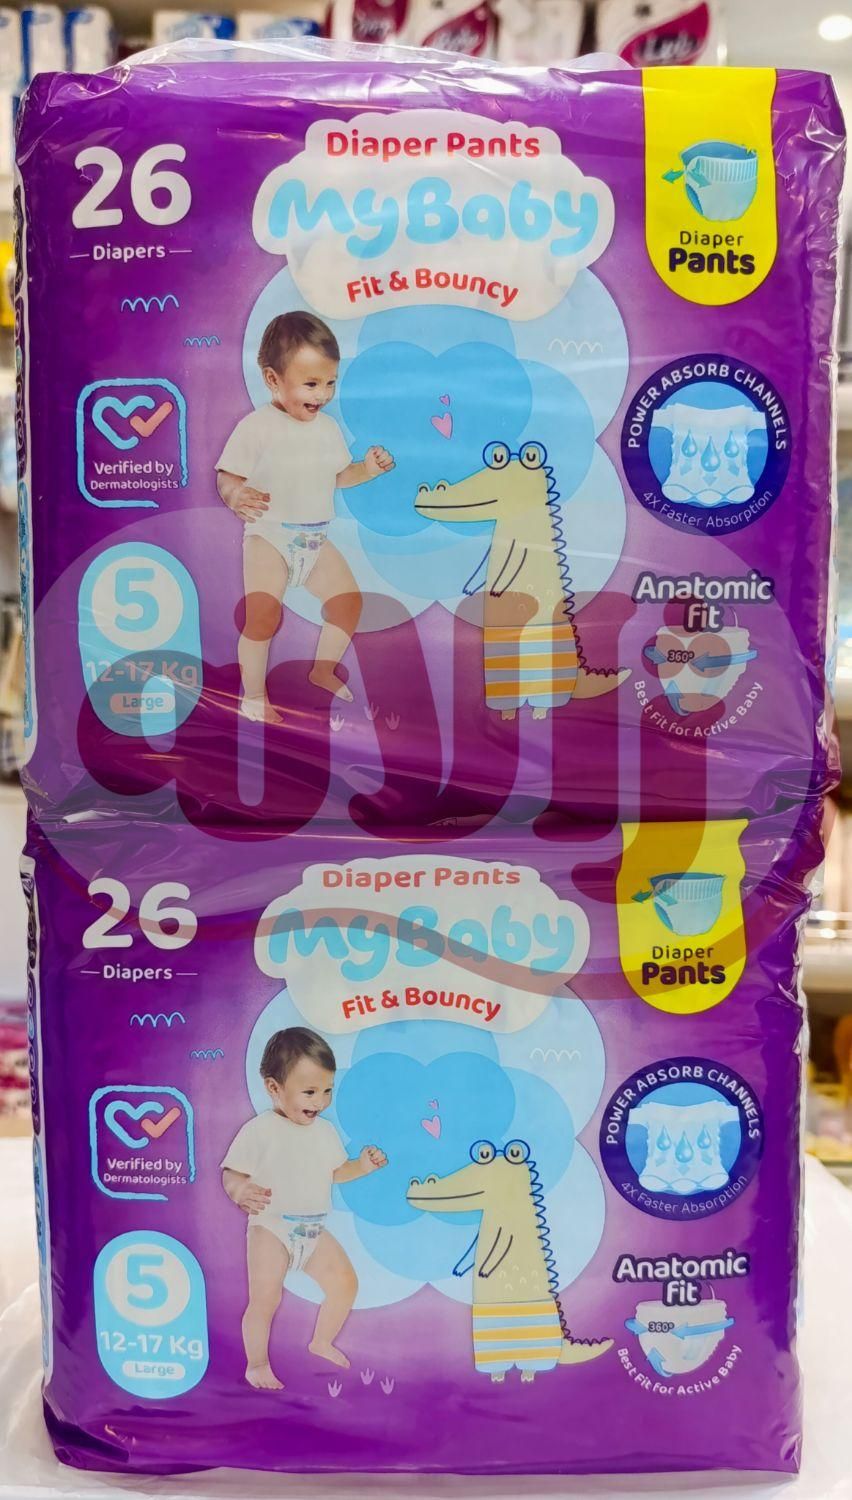 26
Diapers
Diaper Pants
MyBaby
Fit & Bouncy
Diaper
Pants
Verified by
Dermatologists
POWER ABSORB CHANNELS
4X Faster Absorption
5
12-17 Kg
Large
Anatomic
fit
360°
Best Fit for Active Baby
26
Diapers
Diaper Pants
MyBaby
Fit & Bouncy
Diaper
Pants
Verified by
Dermatologists
POWER ABSORB CHANNELS
4X Faster Absorption
5
12-17 Kg
Large
Anatomic
fit
360°
Best Fit for Active Baby